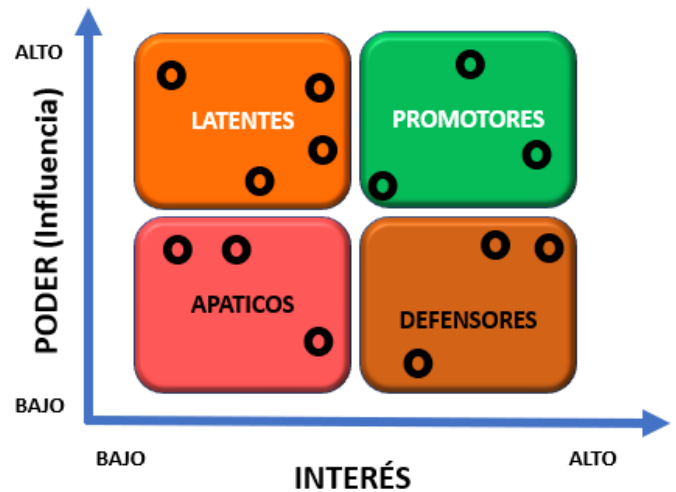 ALTO
PODER (Influencia)
LATENTES
PROMOTORES
APATICOS
DEFENSORES
BAJO
BAJO
INTERÉS
ALTO